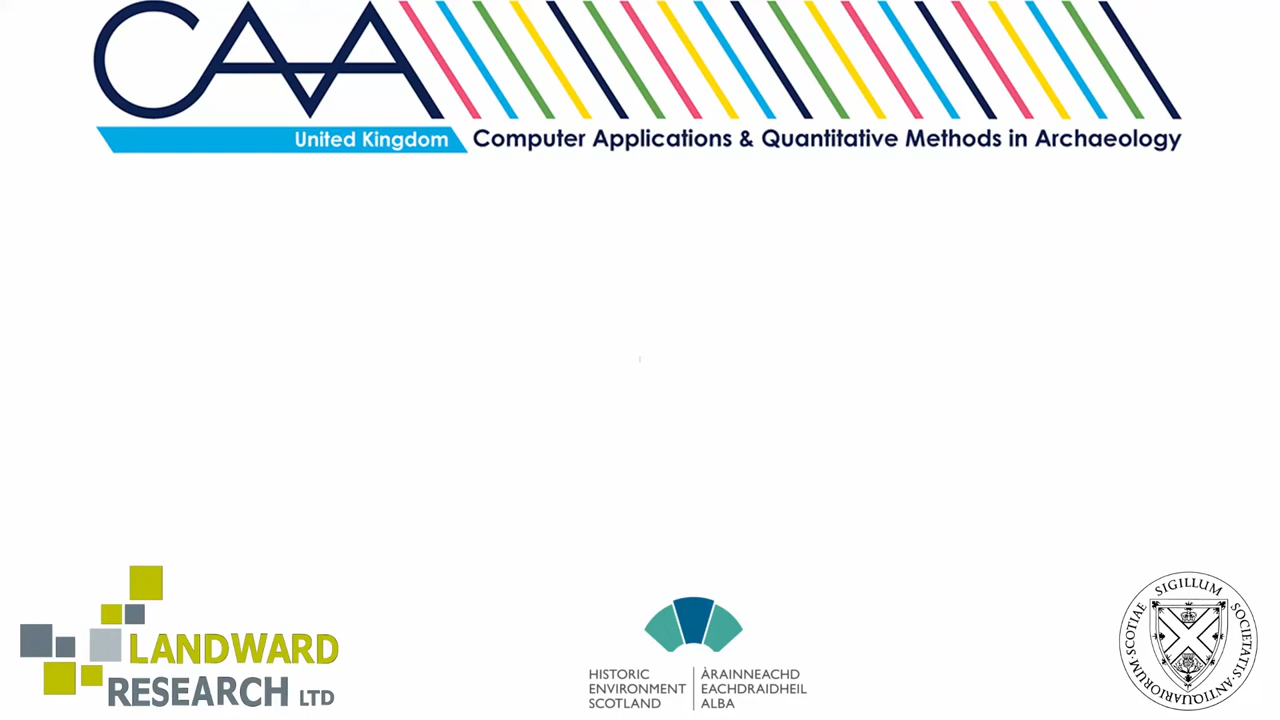 CAA
United Kingdom
Computer Applications & Quantitative Methods in Archaeology
LANDWARD
RESEARCH LTD
HISTORIC
ENVIRONMENT
SCOTLAND
ÀRAINNEACHD
EACHDRAIDHEIL
ALBA
SIGILLUM SOCIETATIS · ANTIQUARIORUM · SCOTIAE